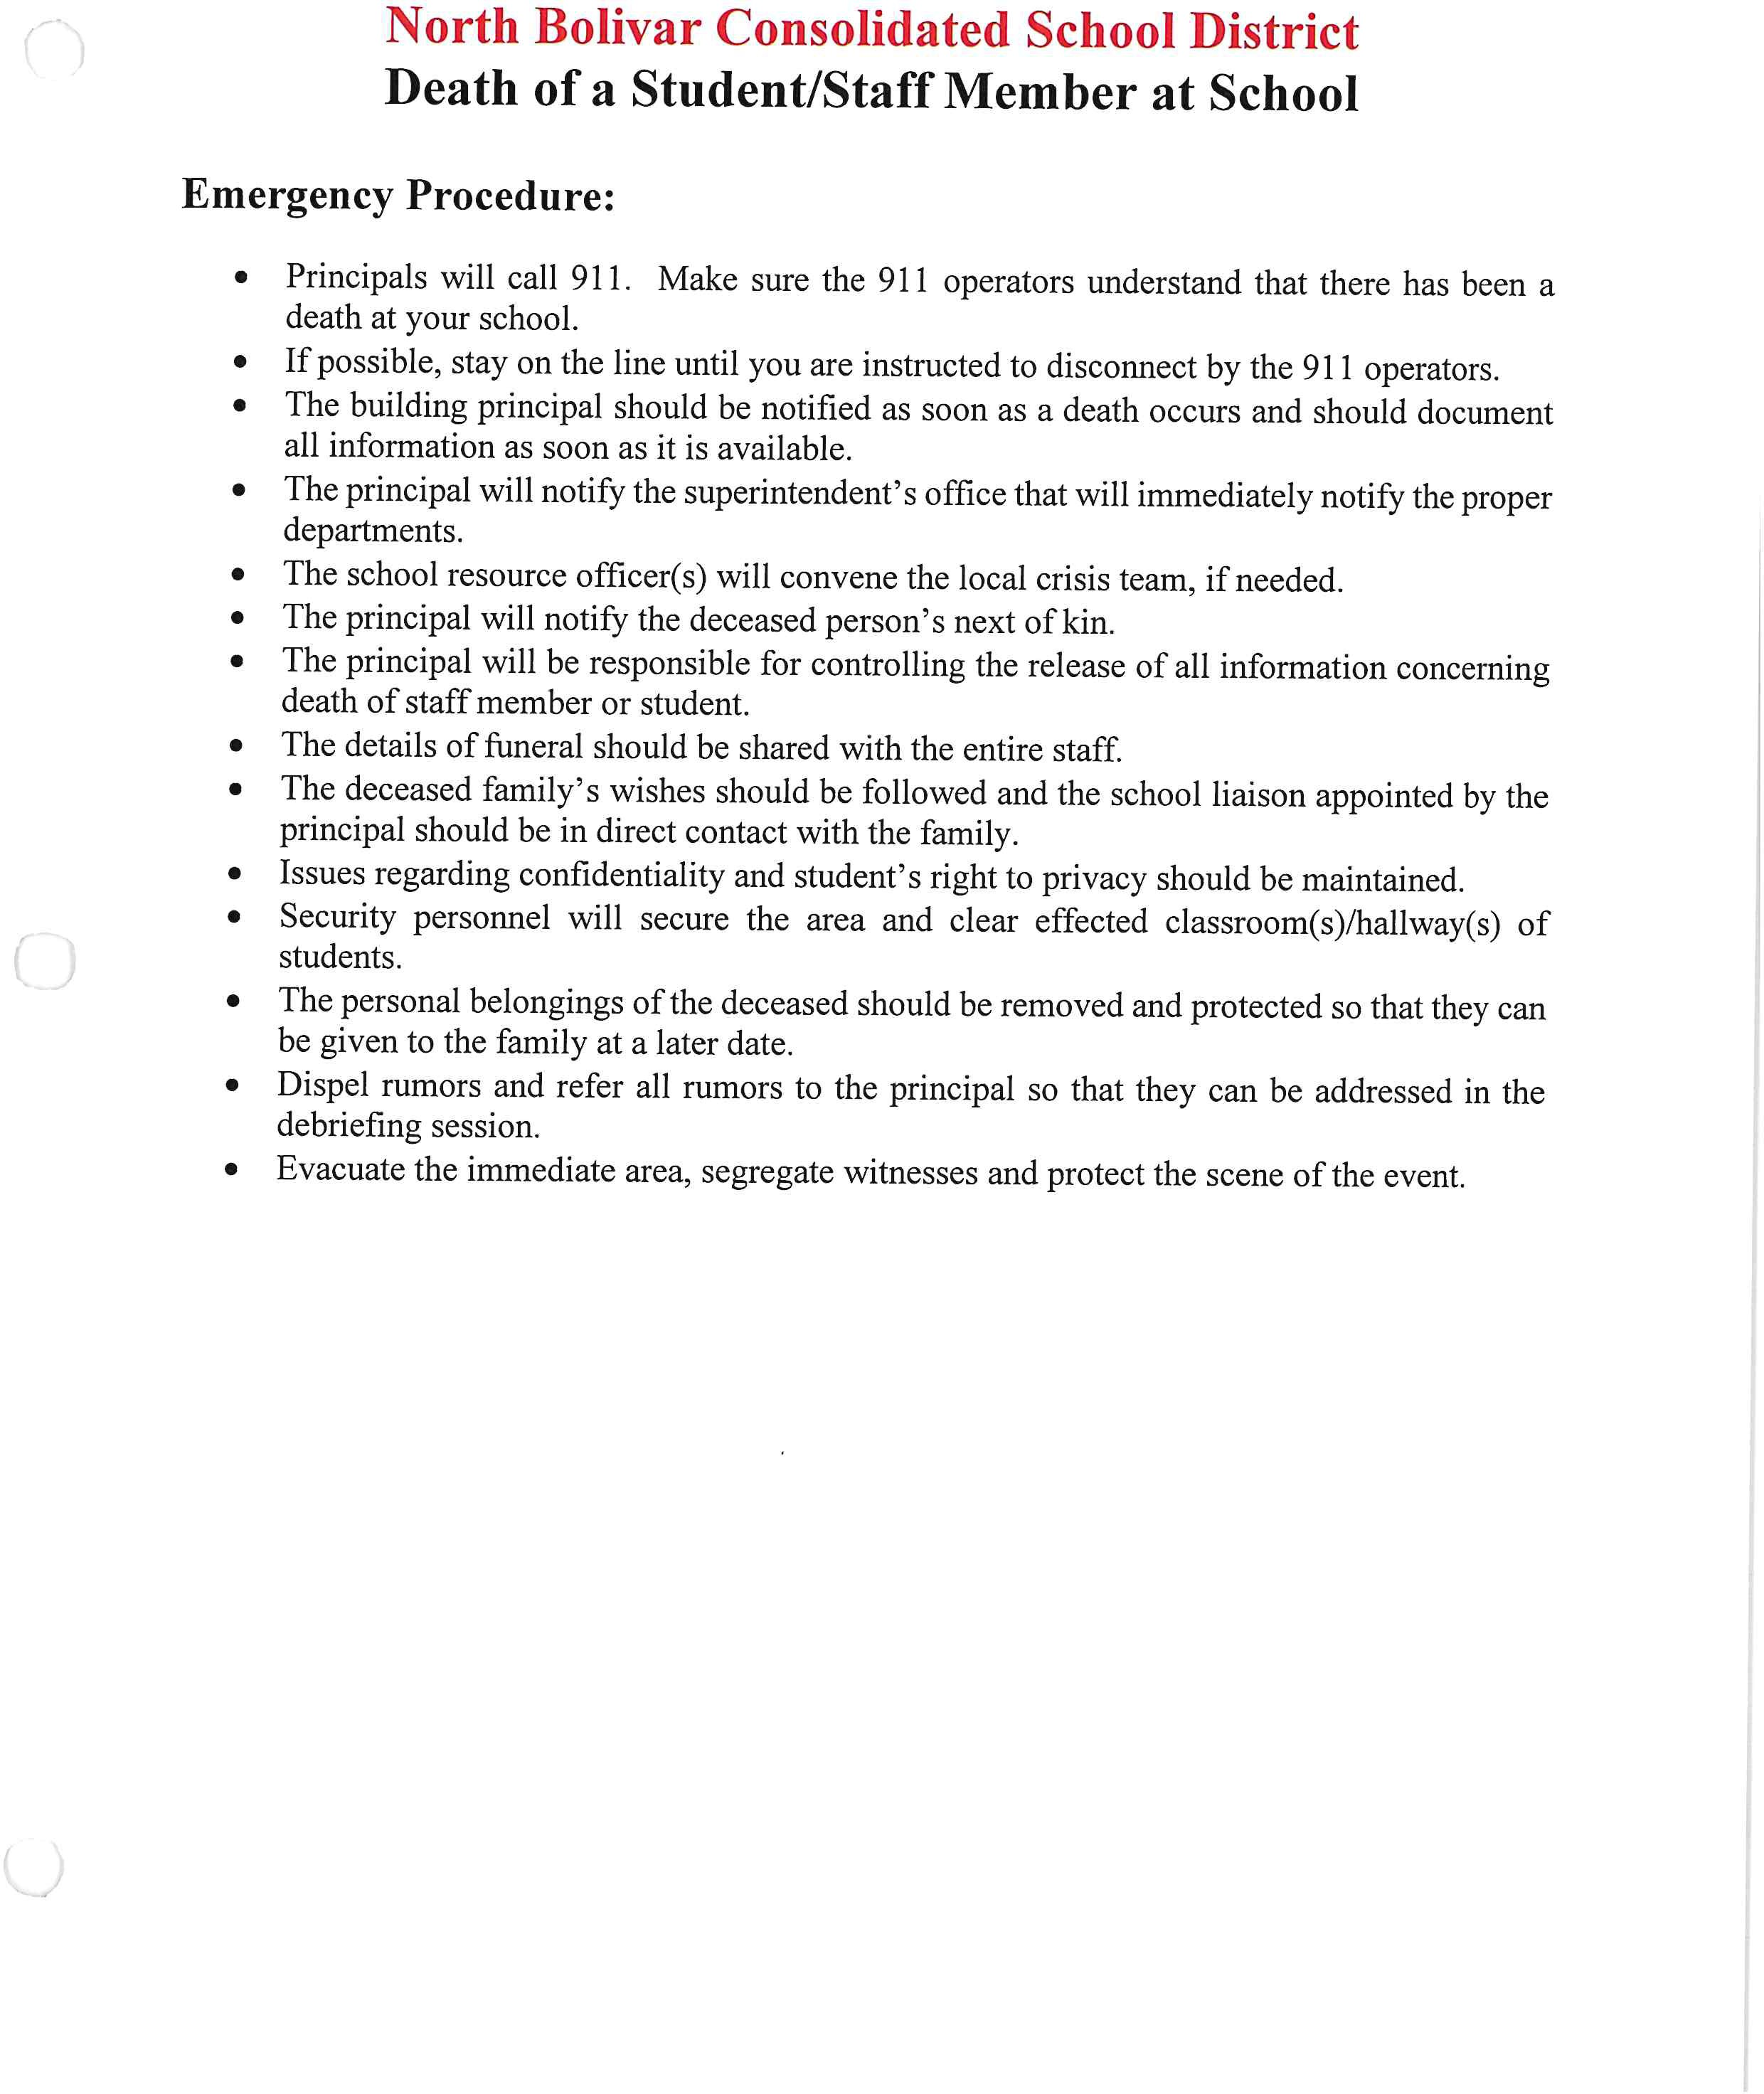 North Bolivar Consolidated School District
Death of a Student/Staff Member at School
Emergency Procedure:
• Principals will call 911. Make sure the 911 operators understand that there has been a
death at your school.
• If possible, stay on the line until you are instructed to disconnect by the 911 operators.
• The building principal should be notified as soon as a death occurs and should document
all information as soon as it is available.
• The principal will notify the superintendent's office that will immediately notify the proper
departments.
• The school resource officer(s) will convene the local crisis team, if needed.
• The principal will notify the deceased person's next of kin.
• The principal will be responsible for controlling the release of all information concerning
death of staff member or student.
• The details of funeral should be shared with the entire staff.
• The deceased family's wishes should be followed and the school liaison appointed by the
principal should be in direct contact with the family.
• Issues regarding confidentiality and student's right to privacy should be maintained.
• Security personnel will secure the area and clear effected classroom(s)/hallway(s) of
students.
• The personal belongings of the deceased should be removed and protected so that they can
be given to the family at a later date.
• Dispel rumors and refer all rumors to the principal so that they can be addressed in the
debriefing session.
• Evacuate the immediate area, segregate witnesses and protect the scene of the event.